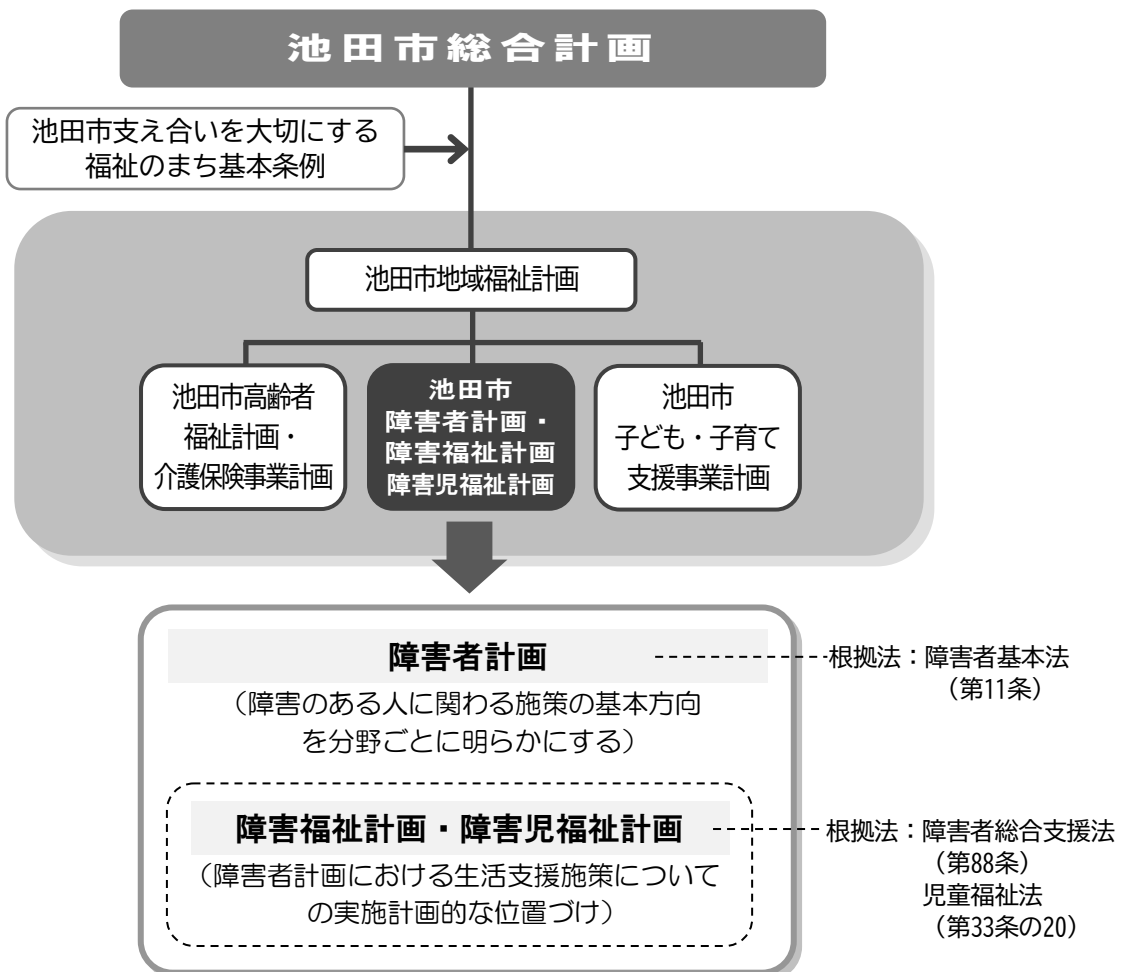 池田市総合計画
池田市支え合いを大切にする
福祉のまち基本条例
池田市地域福祉計画
池田市高齢者
福祉計画・
介護保険事業計画
池田市
障害者計画・
障害福祉計画
障害児福祉計画
池田市
子ども・子育て
支援事業計画
障害者計画
（障害のある人に関わる施策の基本方向
を分野ごとに明らかにする）
根拠法：障害者基本法
（第11条）
障害福祉計画・障害児福祉計画
（障害者計画における生活支援施策について
の実施計画的な位置づけ）
根拠法：障害者総合支援法
（第88条）
児童福祉法
（第33条の20）